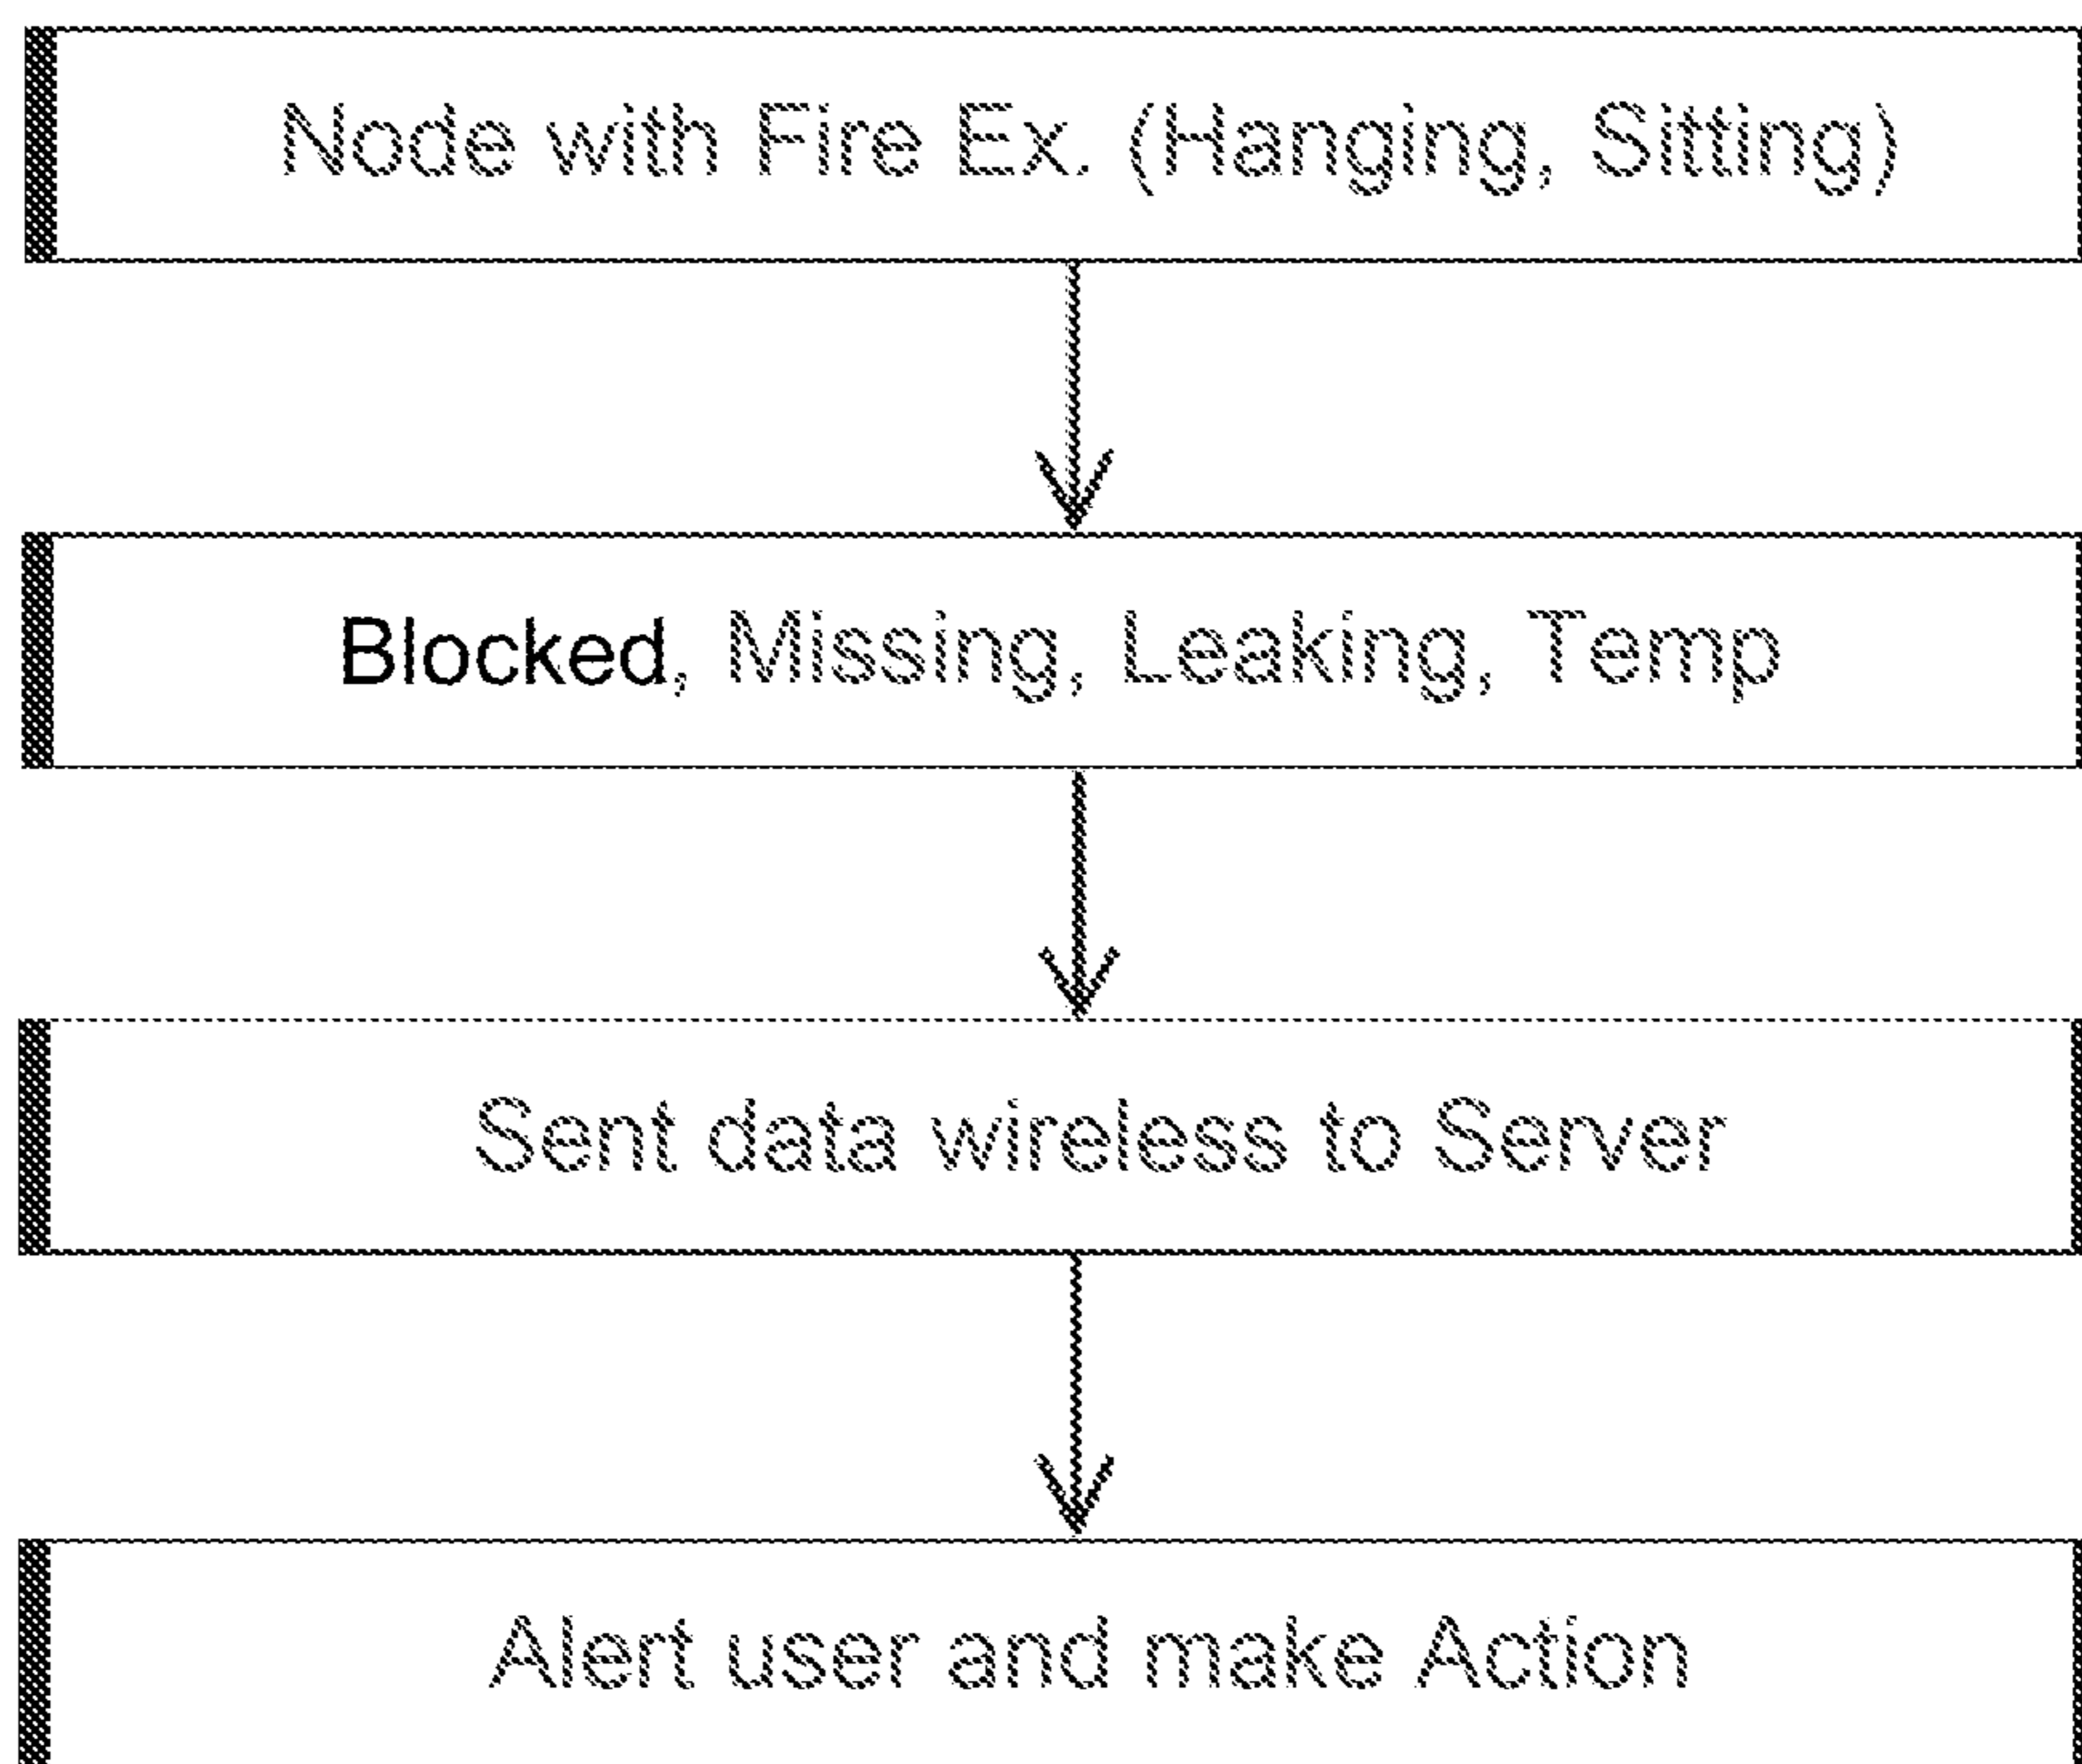 Node with Fire Ex. (Hanging, Sitting)
Blocked, Missing, Leaking, Temp
Sent data wireless to Server
Alert user and make Action